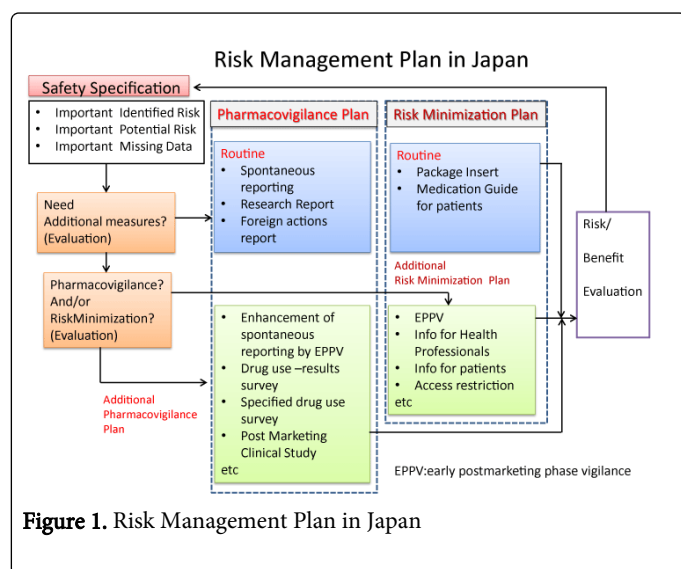 Risk Management Plan in Japan
Safety Specification
• Important Identified Risk
• Important Potential Risk
• Important Missing Data
Need
Additional measures?
(Evaluation)
Pharmacovigilance?
And/or
RiskMinimization?
(Evaluation)
Additional
Pharmacovigilance
Plan
Pharmacovigilance Plan
Routine
• Spontaneous
reporting
• Research Report
• Foreign actions
report
• Enhancement of
spontaneous
reporting by EPPV
• Drug use –results
survey
• Specified drug use
survey
• Post Marketing
Clinical Study
etc
Risk Minimization Plan
Routine
• Package Insert
• Medication Guide
for patients
Additional
Risk Minimization Plan
• EPPV
• Info for Health
Professionals
• Info for patients
• Access restriction
etc
Risk/
Benefit
Evaluation
EPPV:early postmarketing phase vigilance
Figure 1. Risk Management Plan in Japan